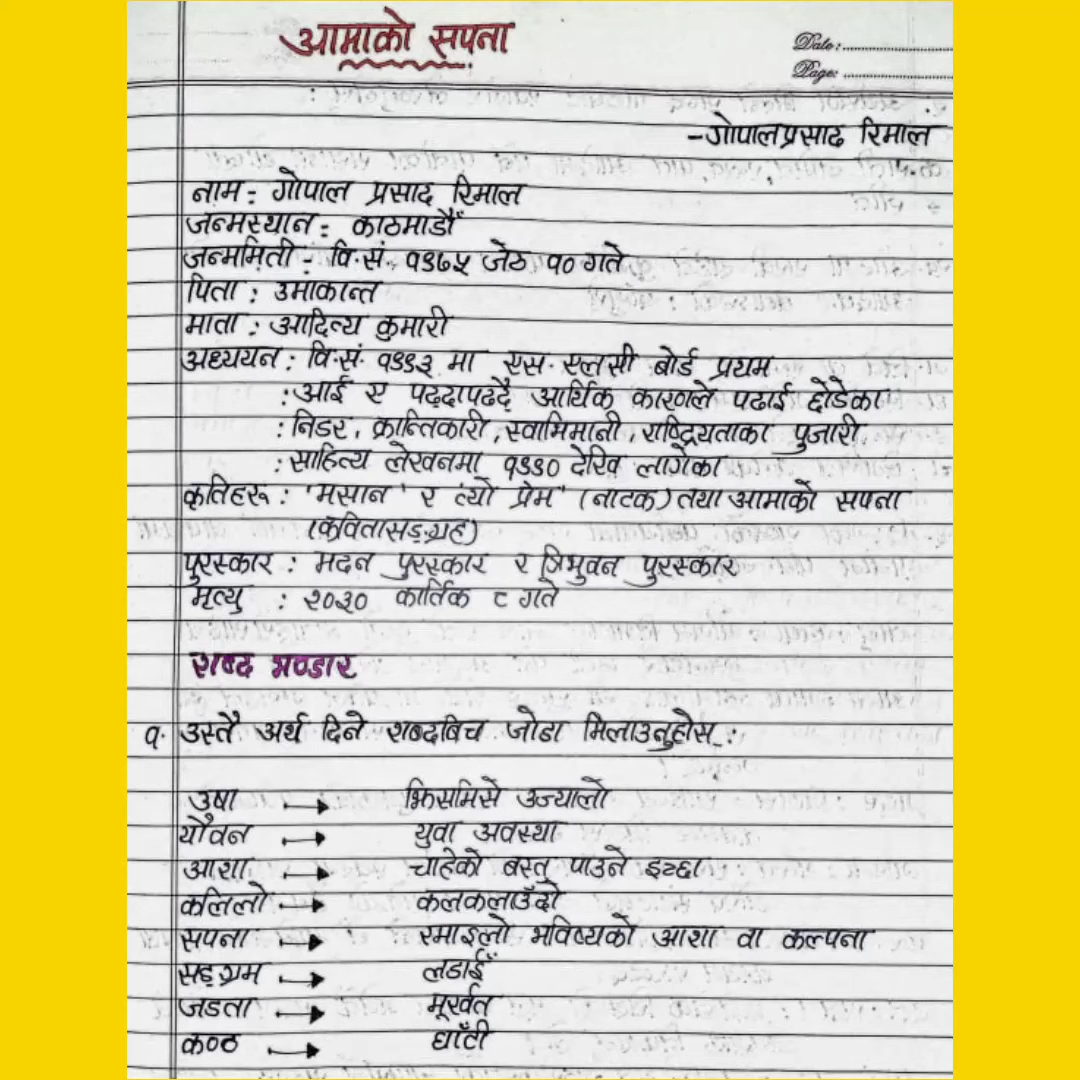 आमाको सपना
Date:
Page:
-गोपालप्रसाद रिमाल
नाम : गोपाल प्रसाद रिमाल
जन्मस्थान : काठमाडौँ
जन्ममिती : वि.सं. १९७५ जेठ १० गते
पिता : उमाकान्त
माता : आदित्य कुमारी
अध्ययन : वि.सं. १९९३ मा एस. एलसी बोर्ड प्रथम
: आई ए पढ्दापढ्दै आर्थिक कारणले पढाई छोडेका
: निडर, क्रान्तिकारी, स्वाभिमानी, राष्ट्रियताका पुजारी
: साहित्य लेखनमा १९९० देखि लागेका
कृतिहरू : 'मसान' र 'त्यो प्रेम' (नाटक) तथा आमाको सपना
(कवितासङ्ग्रह)
पुरस्कार : मदन पुरस्कार र त्रिभुवन पुरस्कार
मृत्यु : २०३० कार्तिक ८ गते
शब्द भण्डार
१. उस्तै अर्थ दिने शब्दबिच जोडा मिलाउनुहोस् :
उषा → झिसमिसे उज्यालो
यौवन → युवा अवस्था
आशा → चाहेको बस्तु पाउने इच्छा
कलिलो → कलकलाउँदो
सपना → रमाइलो भविष्यको आशा वा कल्पना
सङ्ग्रम → लडाइँ
जडता → मूर्खत
कण्ठ → घाँटी